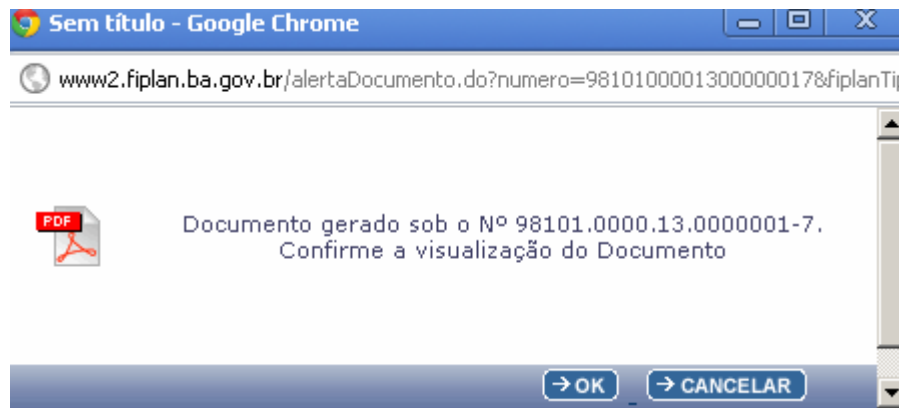 Sem título - Google Chrome
www2.fiplan.ba.gov.br/alertaDocumento.do?numero=98101000013000000017&fiplanTip
PDF
Documento gerado sob o Nº 98101.0000.13.0000001-7.
Confirme a visualização do Documento
OK CANCELAR